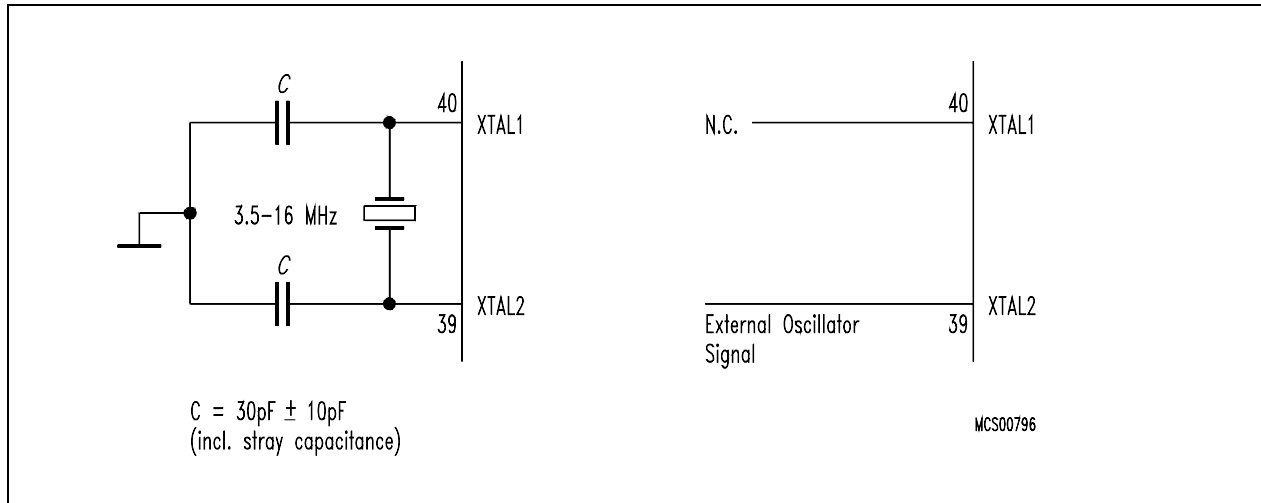 C
40
XTAL1
3.5–16 MHz
C
39
XTAL2
C = 30pF ± 10pF
(incl. stray capacitance)
N.C.
40
XTAL1
External Oscillator
Signal
39
XTAL2
MCS00796